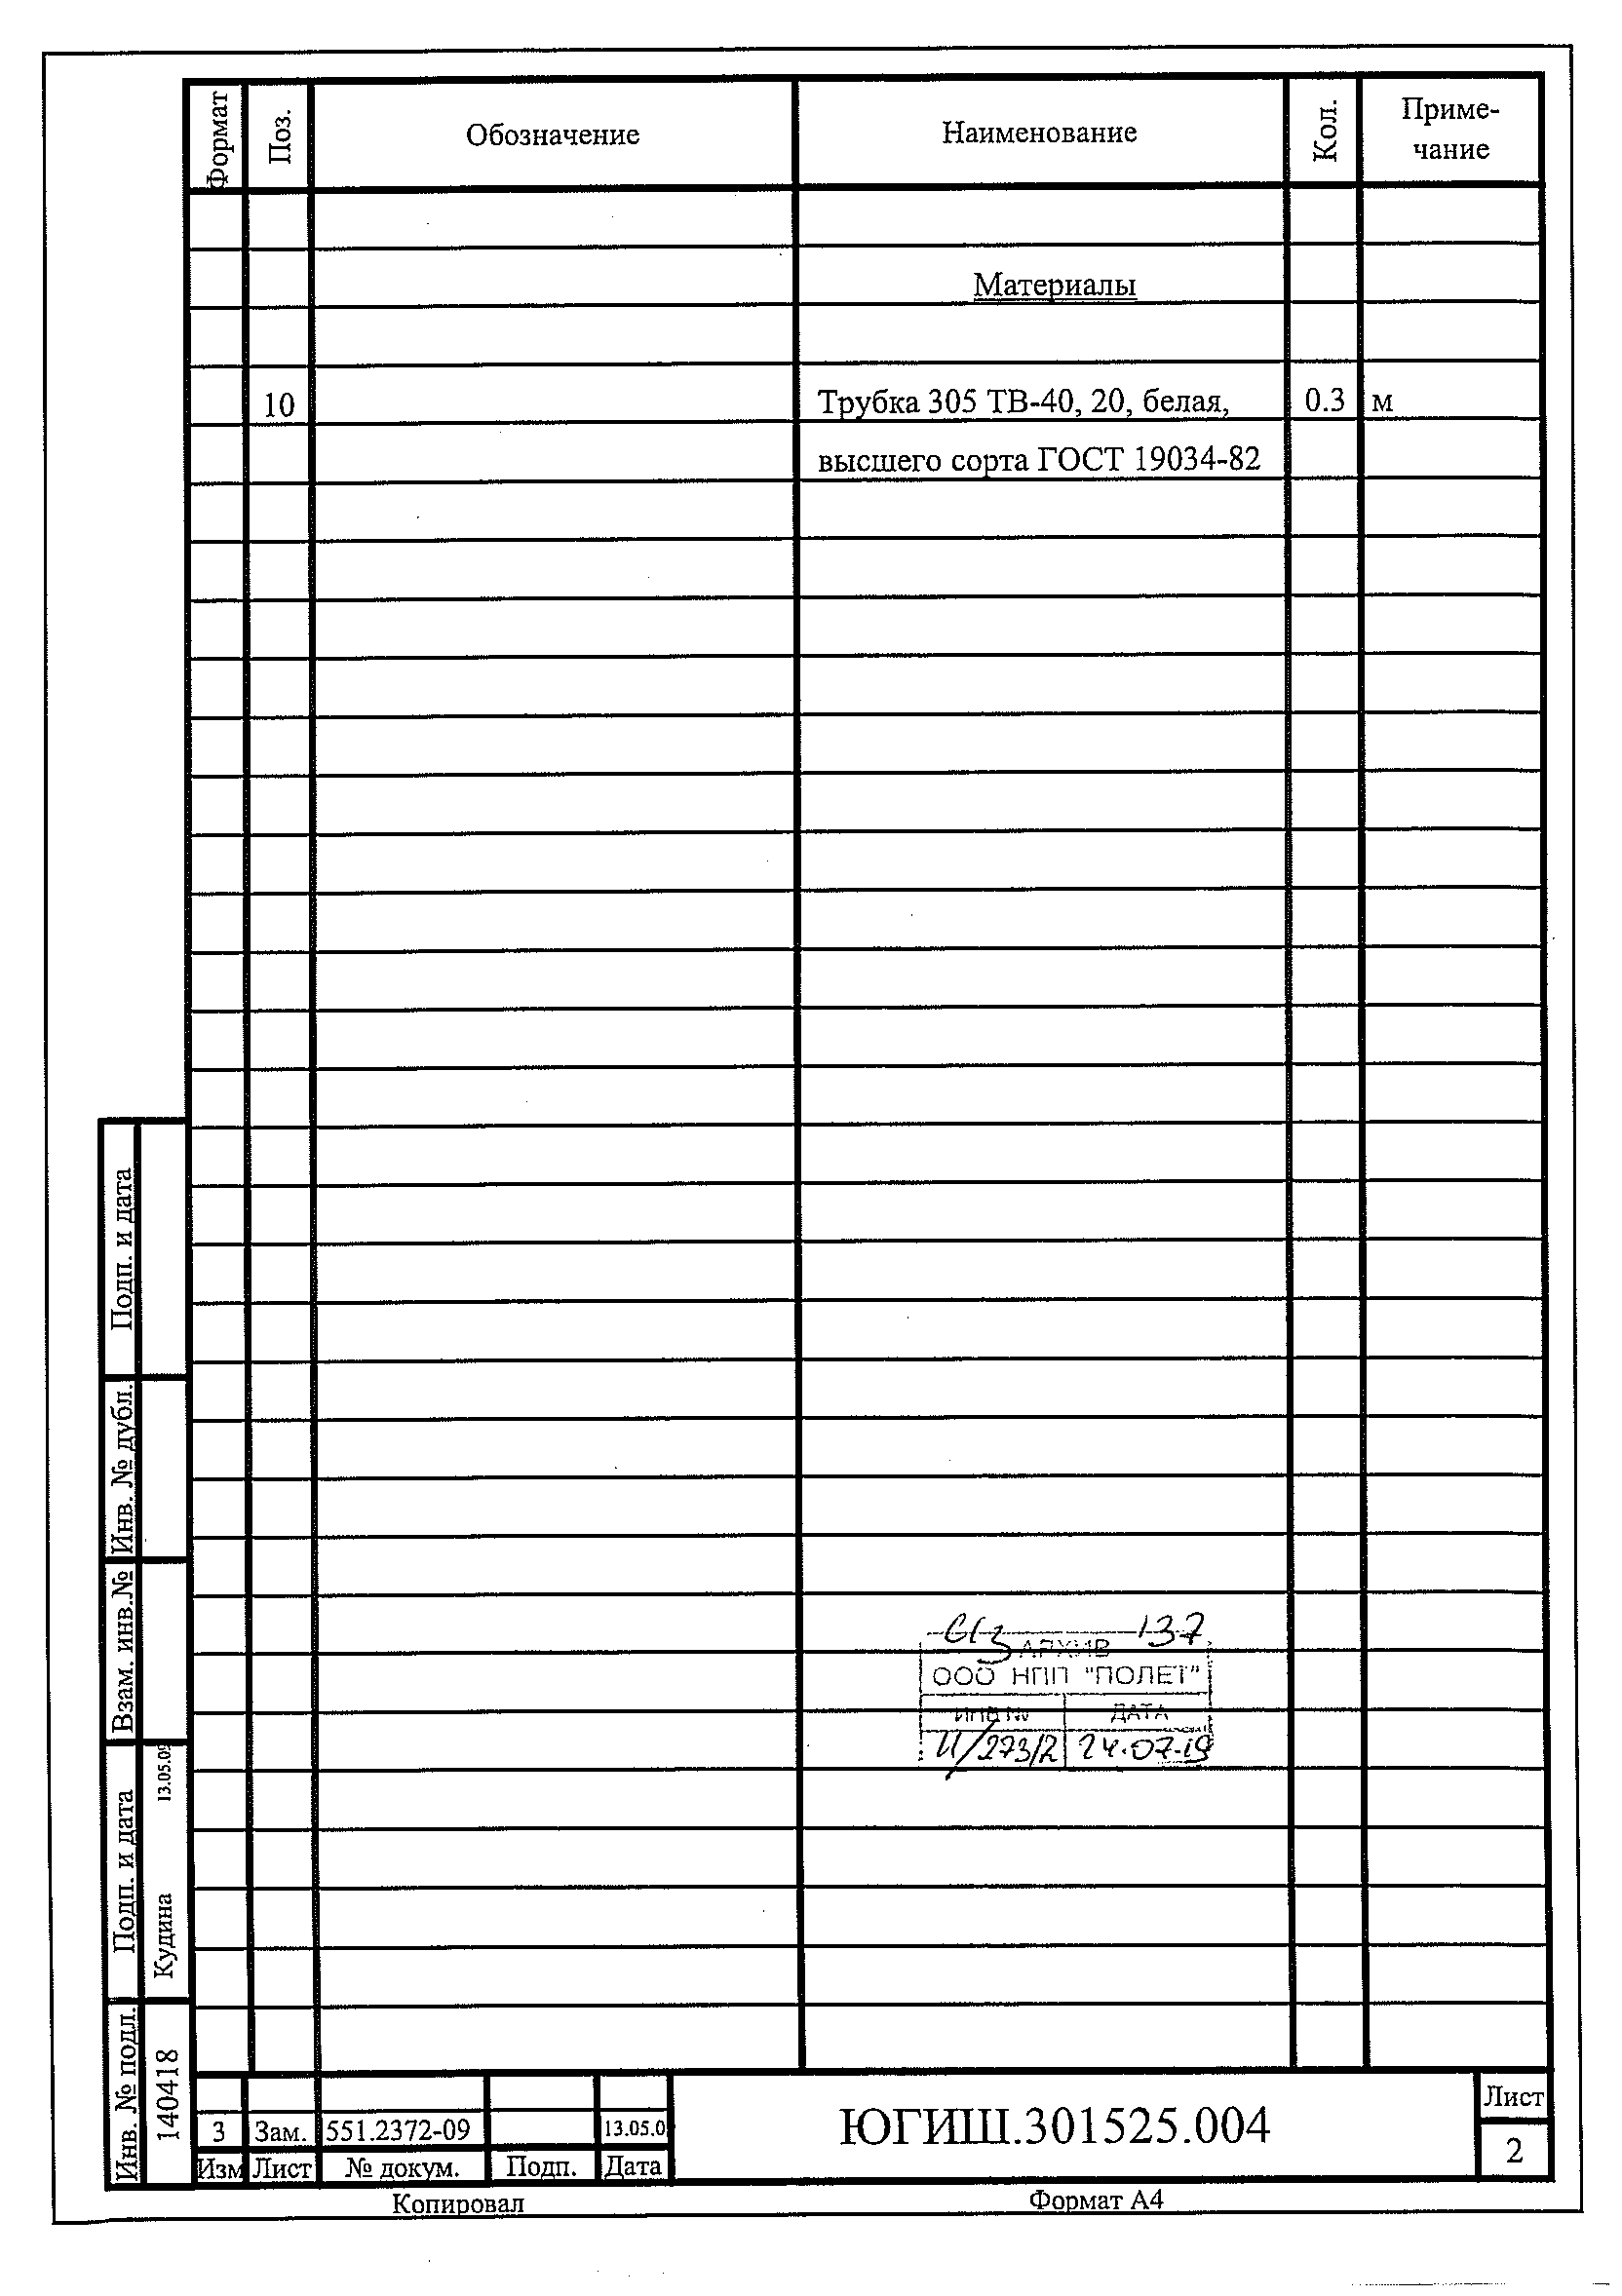 Формат Поз. Обозначение Наименование Кол. Приме-
чание
Материалы
10 Трубка 305 ТВ-40, 20, белая, 0.3 м
высшего сорта ГОСТ 19034-82
Подп. и дата
Инв. № дубл.
Взам. инв.№
Подп. и дата
Кудина 13.05.09
Инв. № подл.
140418
137
АРХИВ
ООО НПП "ПОЛЕТ"
ИНВ № ДАТА
И/273/2 24.07.19
3 Зам. 551.2372-09 13.05.0
Изм Лист № докум. Подп. Дата
ЮГИШ.301525.004
Лист
2
Копировал Формат А4